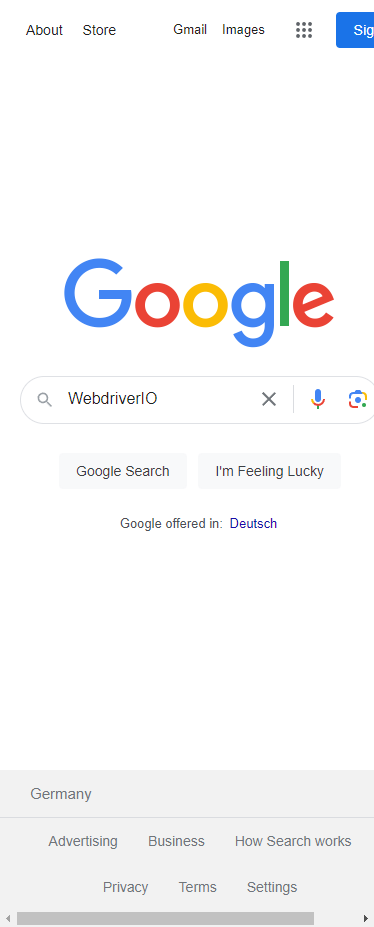 About Store Gmail Images Sig
Google
WebdriverIO
Google Search I'm Feeling Lucky
Google offered in: Deutsch
Germany
Advertising Business How Search works
Privacy Terms Settings